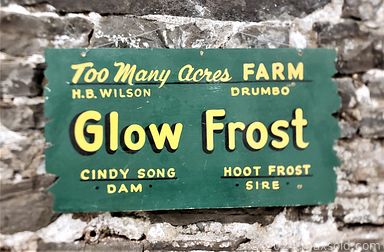 Too Many Acres FARM
H.B. WILSON DRUMBO
Glow Frost
CINDY SONG HOOT FROST
DAM SIRE